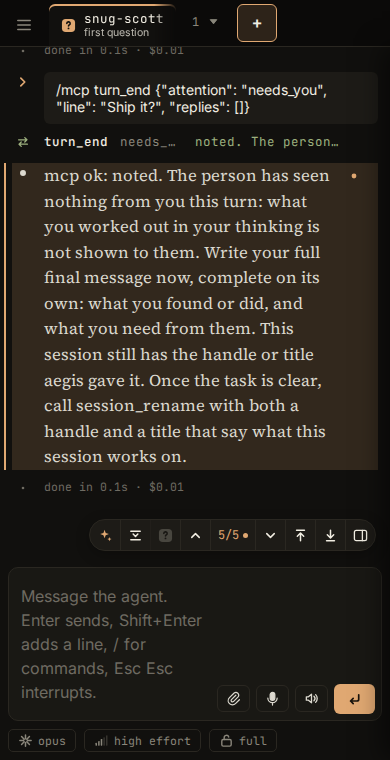 snug-scott
first question
1
+
done in 0.1s · $0.01
/mcp turn_end {"attention": "needs_you",
"line": "Ship it?", "replies": []}
turn_end needs_… noted. The person…
mcp ok: noted. The person has seen
nothing from you this turn: what
you worked out in your thinking is
not shown to them. Write your full
final message now, complete on its
own: what you found or did, and
what you need from them. This
session still has the handle or title
aegis gave it. Once the task is clear,
call session_rename with both a
handle and a title that say what this
session works on.
done in 0.1s · $0.01
5/5
Message the agent.
Enter sends, Shift+Enter
adds a line, / for
commands, Esc Esc
interrupts.
opus high effort full